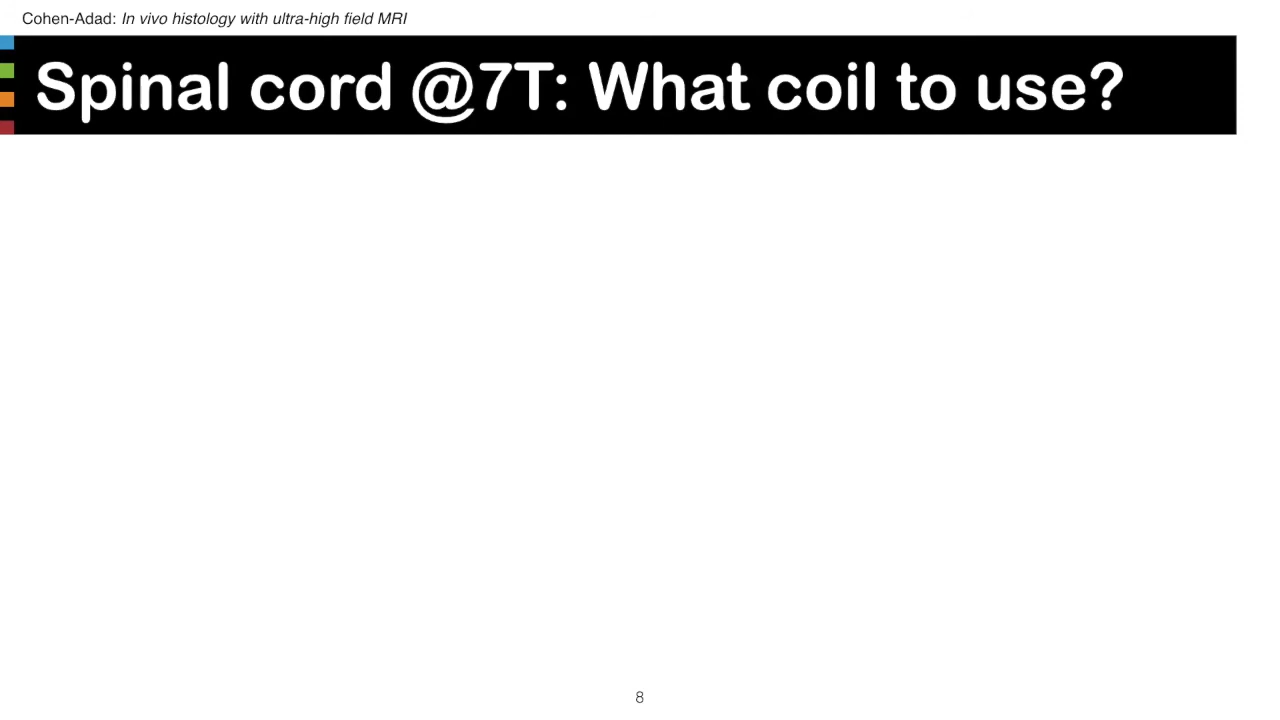 Cohen-Adad: In vivo histology with ultra-high field MRI
Spinal cord @7T: What coil to use?
8